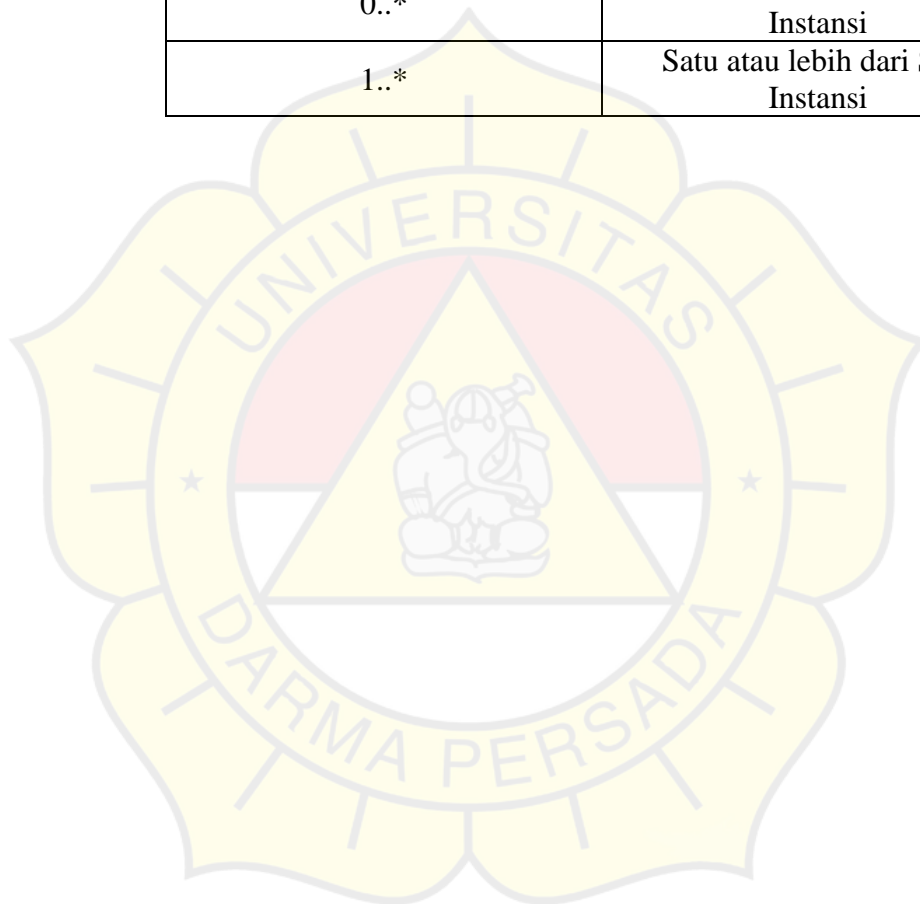 0..*
Instansi
1..*
Satu atau lebih dari
Instansi
UNIVERSITAS
DARMA PERSADA